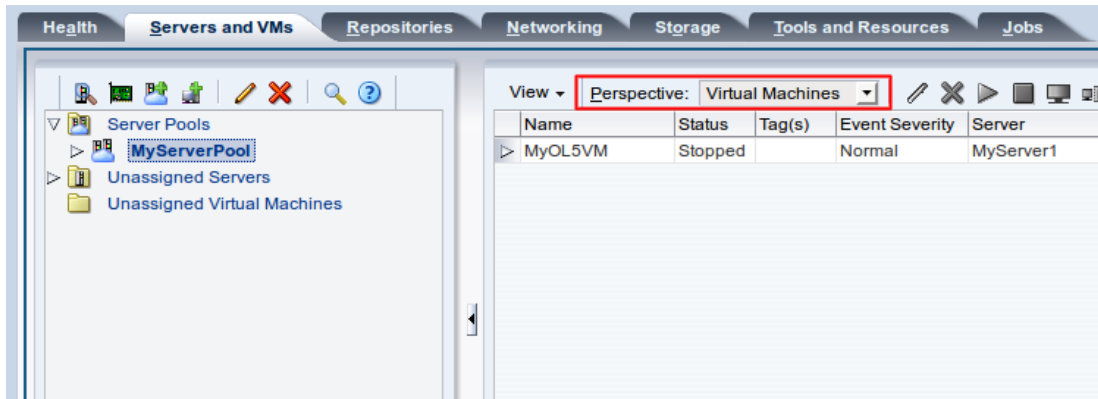 Health Servers and VMs Repositories Networking Storage Tools and Resources Jobs
View Perspective: Virtual Machines
Server Pools
MyServerPool
Unassigned Servers
Unassigned Virtual Machines
Name Status Tag(s) Event Severity Server
MyOL5VM Stopped Normal MyServer1